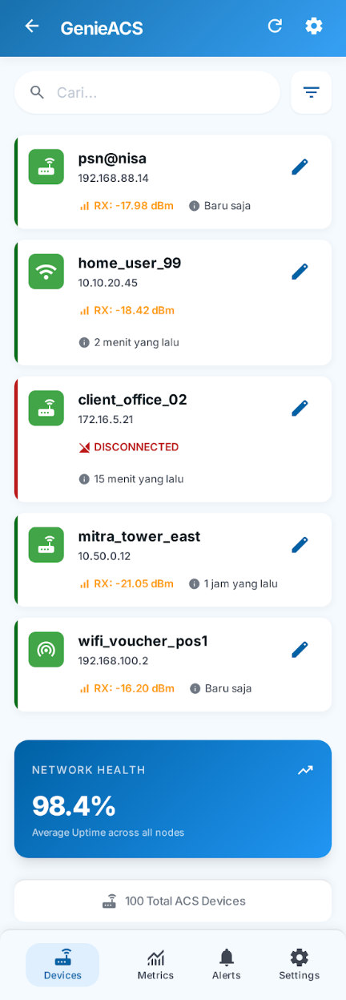 GenieACS
Cari...
psn@nisa
192.168.88.14
RX: -17.98 dBm Baru saja
home_user_99
10.10.20.45
RX: -18.42 dBm
2 menit yang lalu
client_office_02
172.16.5.21
DISCONNECTED
15 menit yang lalu
mitra_tower_east
10.50.0.12
RX: -21.05 dBm 1 jam yang lalu
wifi_voucher_pos1
192.168.100.2
RX: -16.20 dBm Baru saja
NETWORK HEALTH
98.4%
Average Uptime across all nodes
100 Total ACS Devices
Devices Metrics Alerts Settings